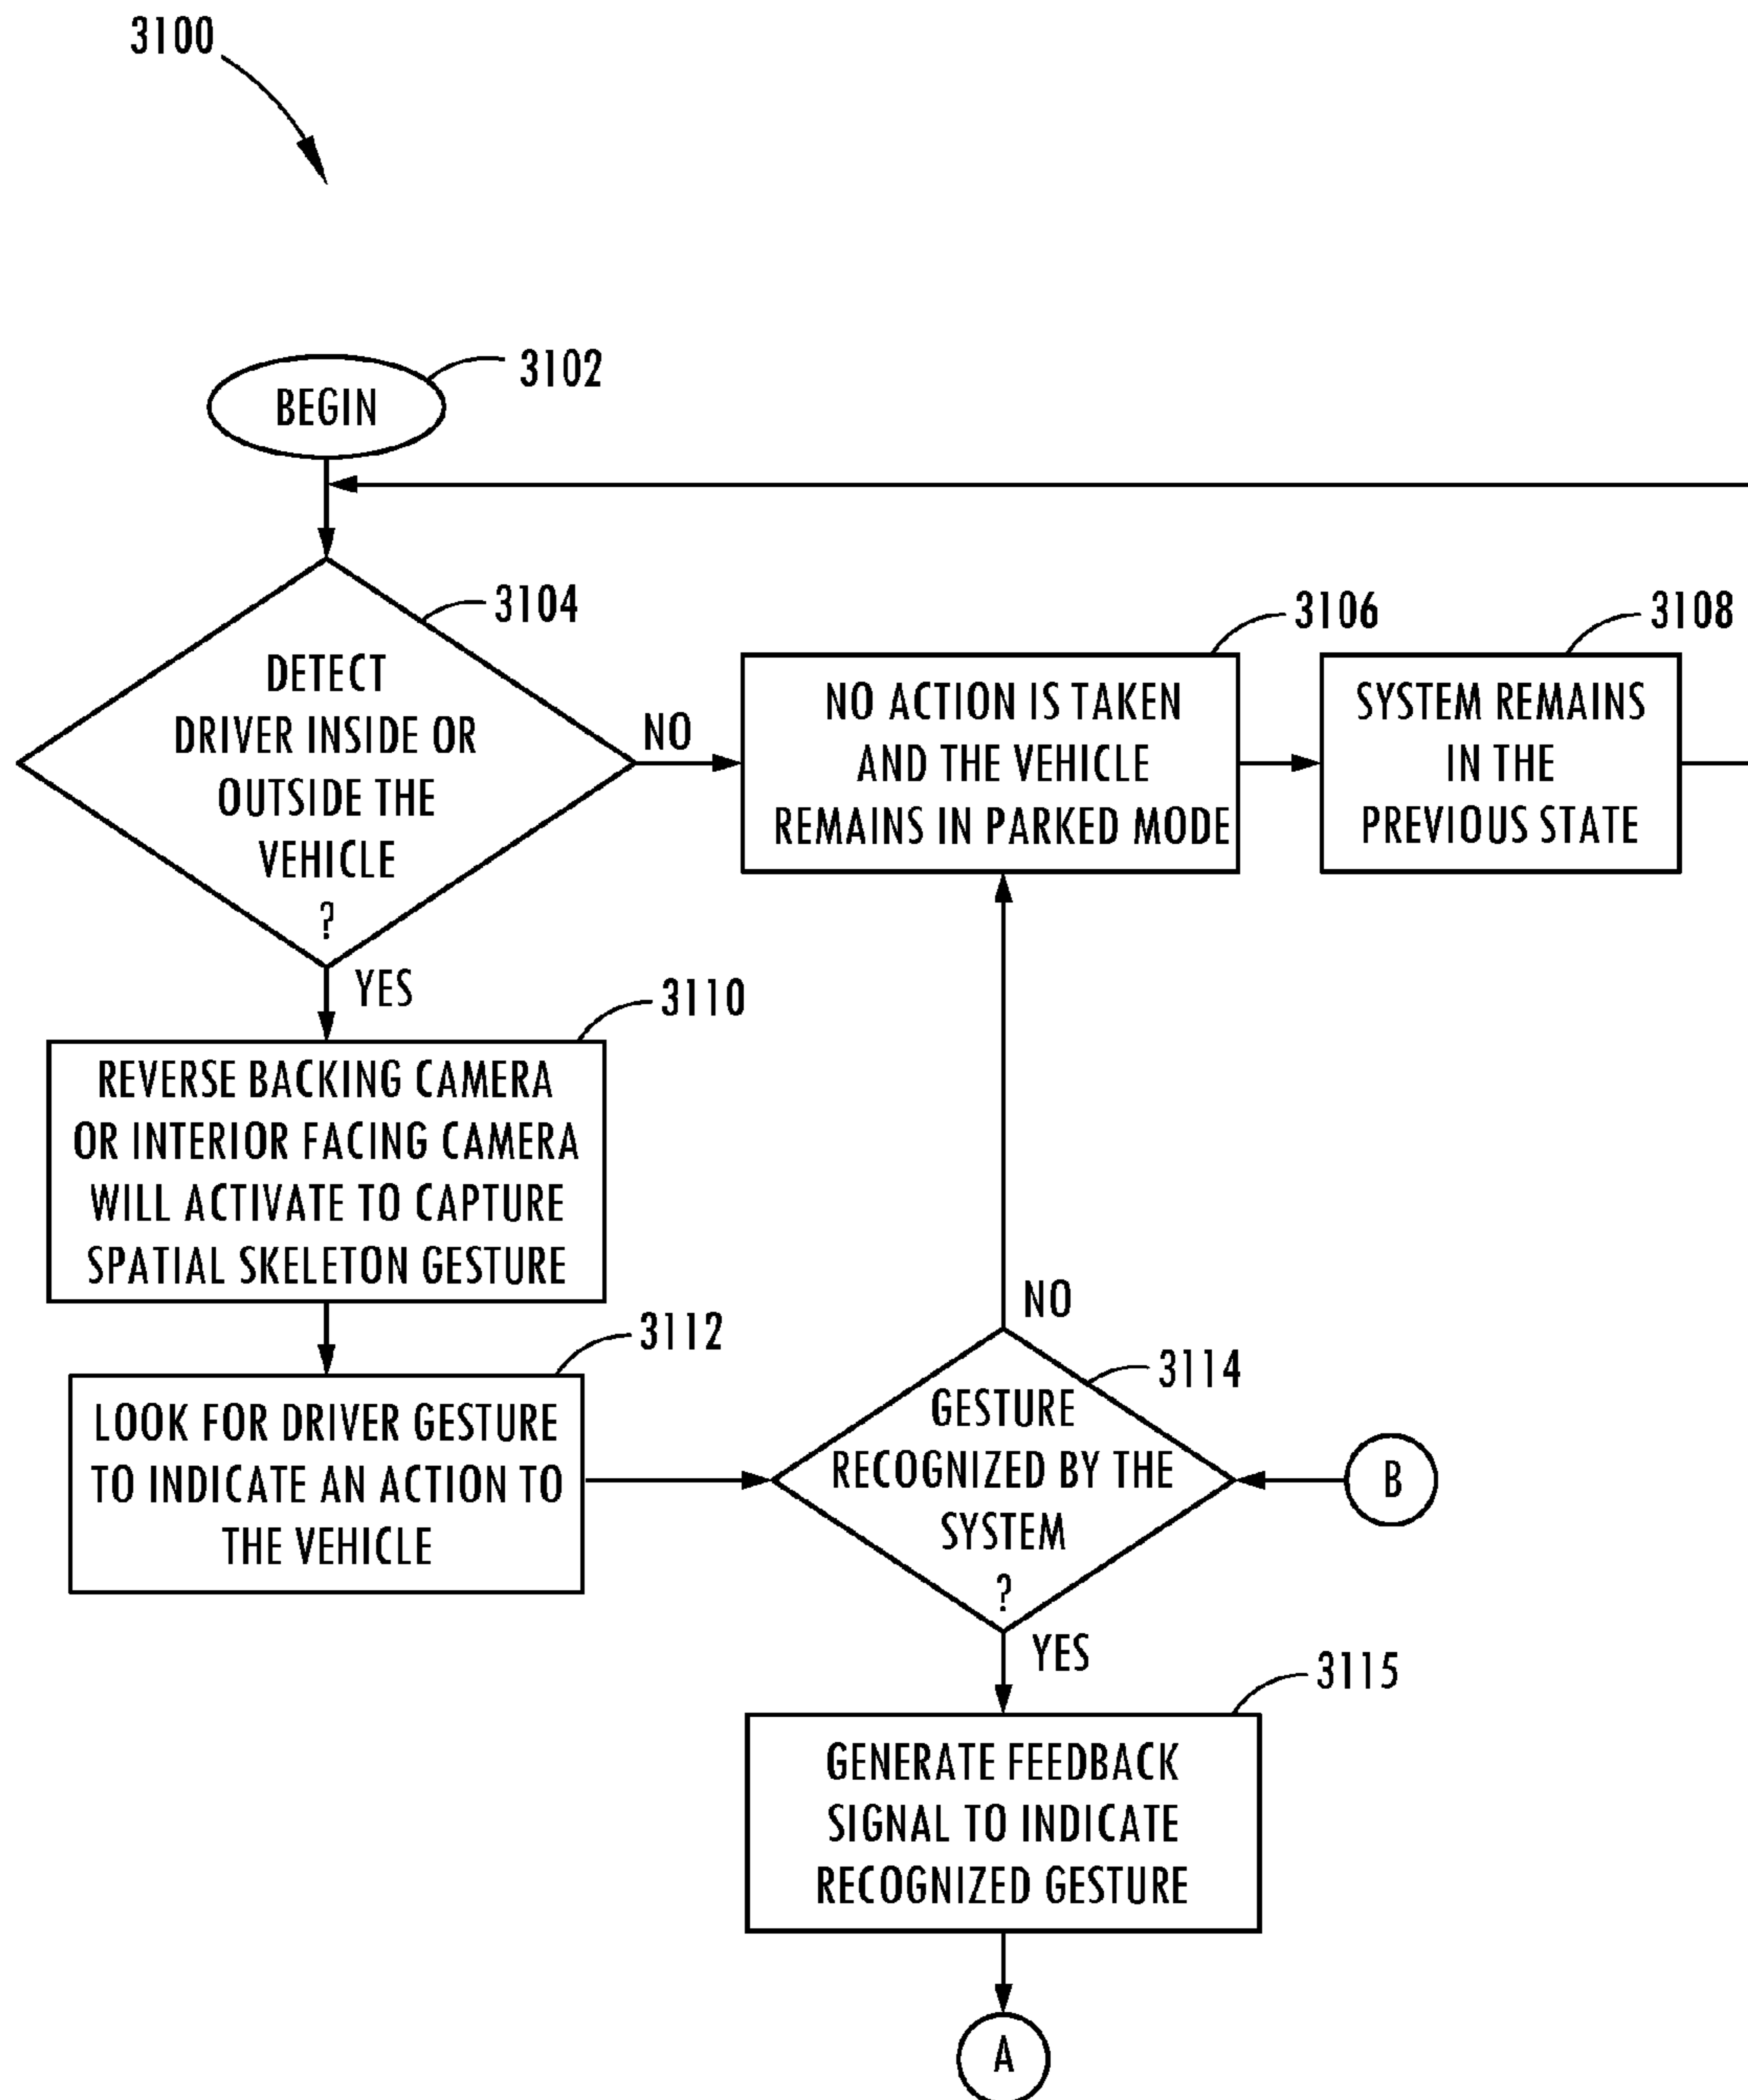 3100
3102
BEGIN
3104
DETECT
DRIVER INSIDE OR
OUTSIDE THE
VEHICLE
?
NO
3106
NO ACTION IS TAKEN
AND THE VEHICLE
REMAINS IN PARKED MODE
3108
SYSTEM REMAINS
IN THE
PREVIOUS STATE
YES
3110
REVERSE BACKING CAMERA
OR INTERIOR FACING CAMERA
WILL ACTIVATE TO CAPTURE
SPATIAL SKELETON GESTURE
3112
LOOK FOR DRIVER GESTURE
TO INDICATE AN ACTION TO
THE VEHICLE
NO
3114
GESTURE
RECOGNIZED BY THE
SYSTEM
?
B
YES
3115
GENERATE FEEDBACK
SIGNAL TO INDICATE
RECOGNIZED GESTURE
A